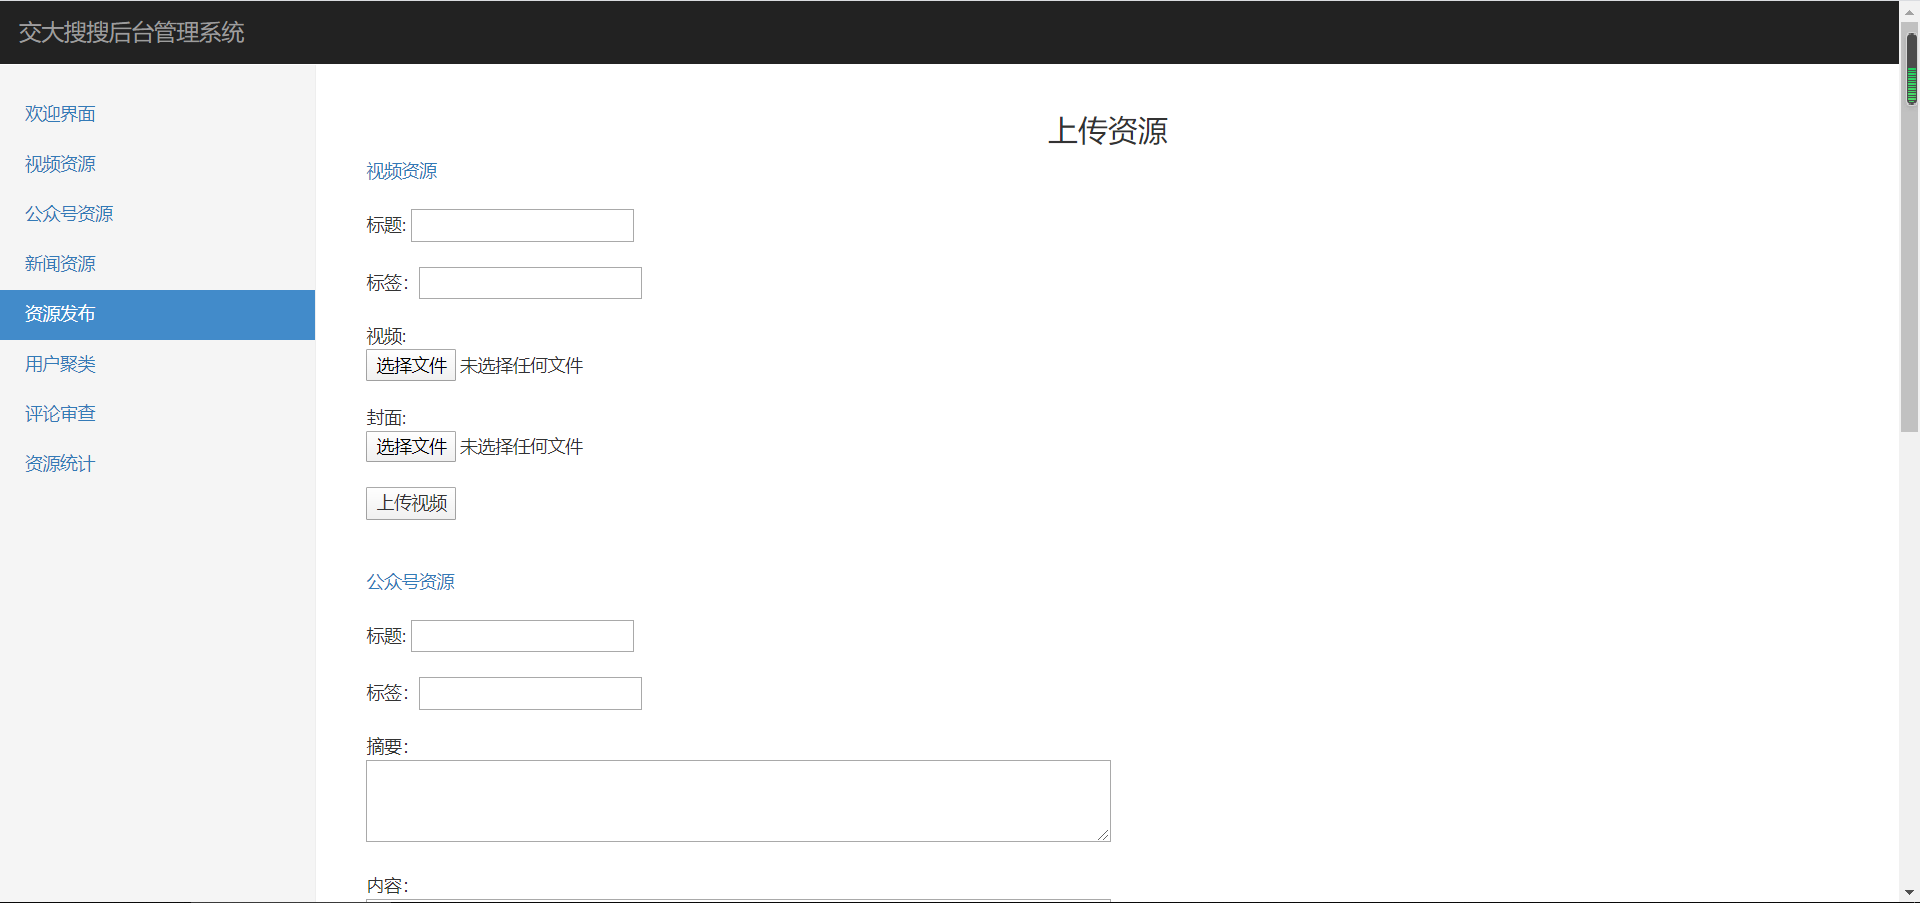 交大搜搜后台管理系统
欢迎界面
视频资源
公众号资源
新闻资源
资源发布
用户聚类
评论审查
资源统计
上传资源
视频资源
标题:
标签：
视频:
选择文件 未选择任何文件
封面:
选择文件 未选择任何文件
上传视频
公众号资源
标题:
标签：
摘要：
内容：